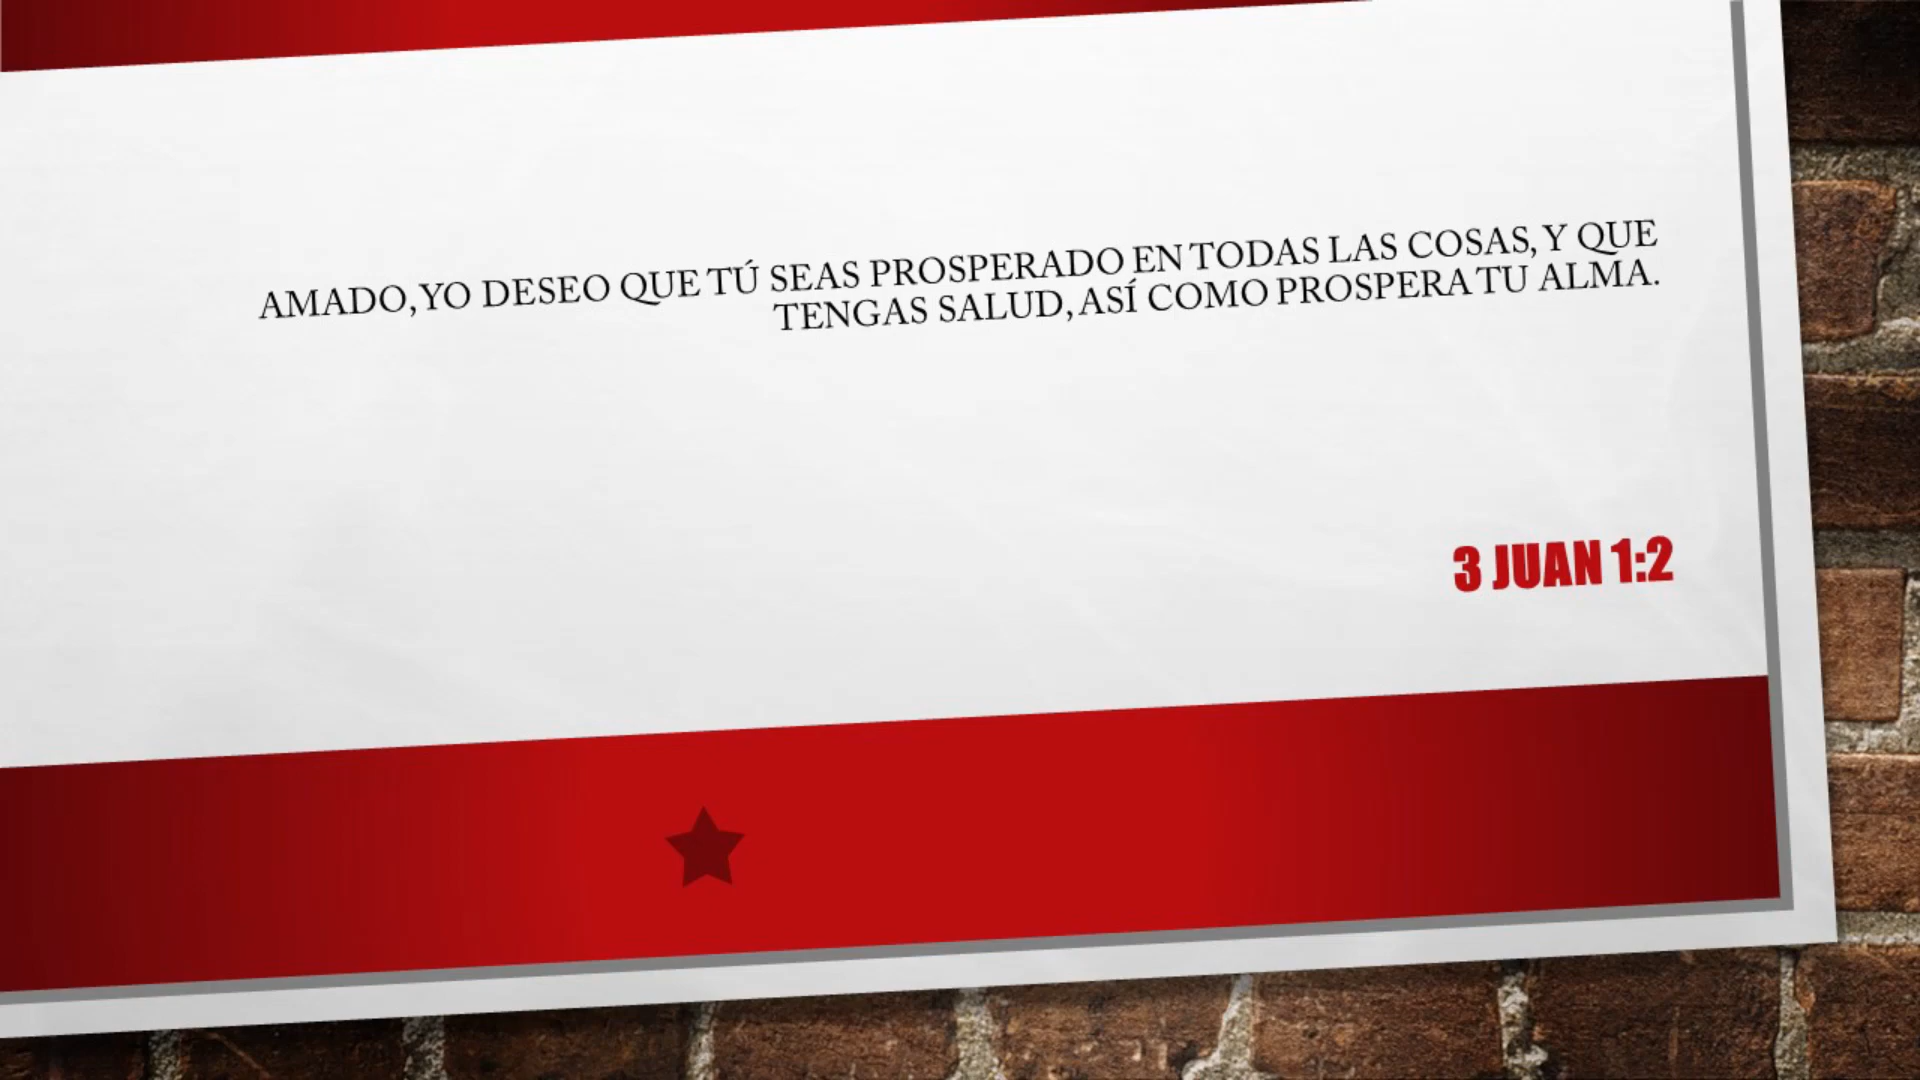 AMADO, YO DESEO QUE TÚ SEAS PROSPERADO EN TODAS LAS COSAS, Y QUE
TENGAS SALUD, ASÍ COMO PROSPERA TU ALMA.
3 JUAN 1:2